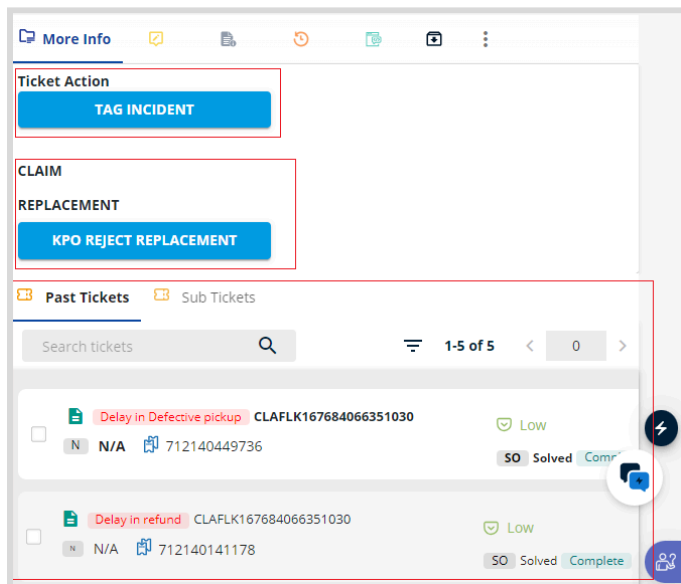 More Info
Ticket Action
TAG INCIDENT
CLAIM
REPLACEMENT
KPO REJECT REPLACEMENT
Past Tickets Sub Tickets
Search tickets 1-5 of 5 < 0 >
Delay in Defective pickup CLAFLK167684066351030 Low
N N/A 712140449736 SO Solved
Delay in refund CLAFLK167684066351030 Low
N N/A 712140141178 SO Solved Complete